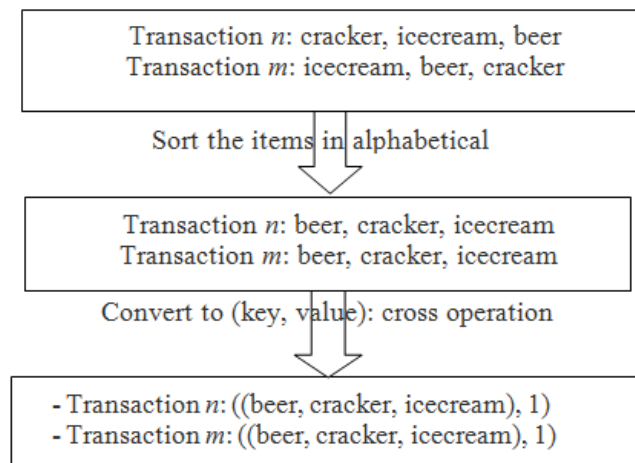 Transaction n: cracker, icecream, beer
Transaction m: icecream, beer, cracker
Sort the items in alphabetical
Transaction n: beer, cracker, icecream
Transaction m: beer, cracker, icecream
Convert to (key, value): cross operation
- Transaction n: ((beer, cracker, icecream), 1)
- Transaction m: ((beer, cracker, icecream), 1)